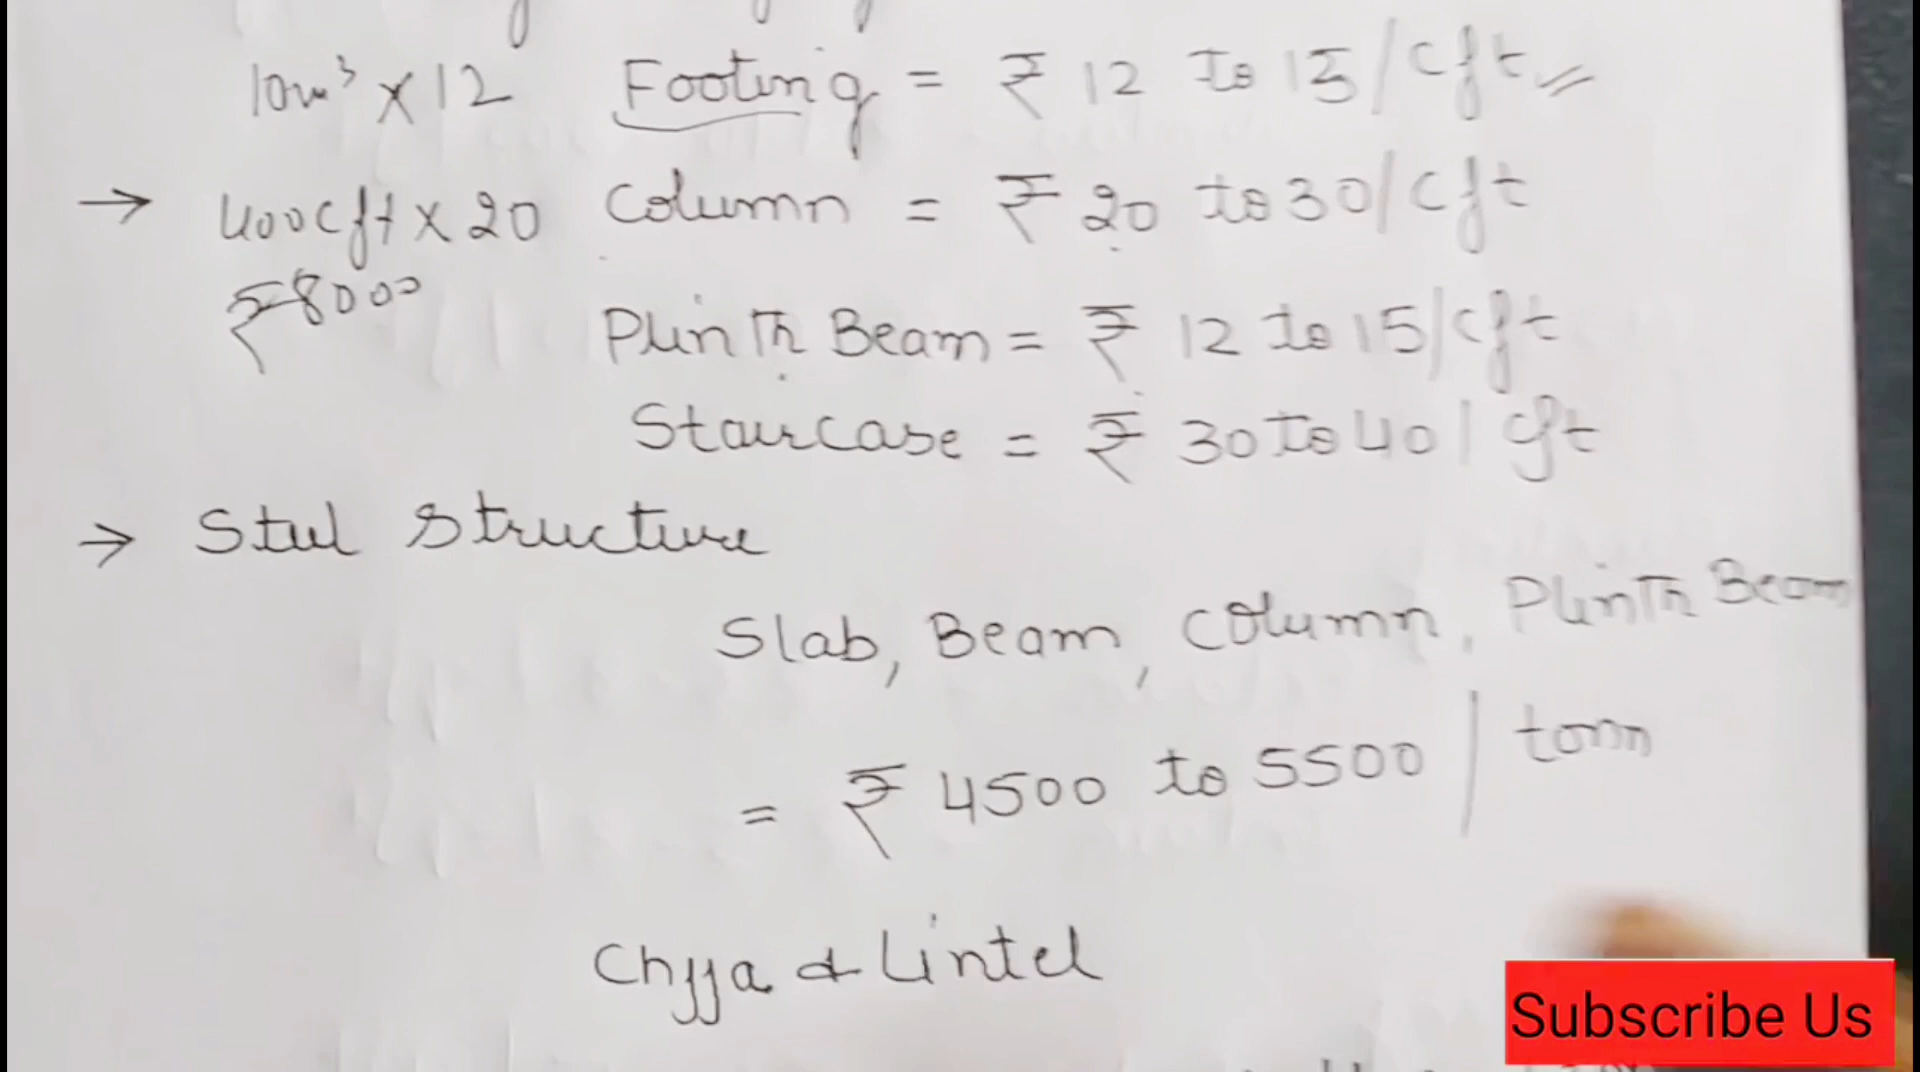 10m³ × 12 Footing = ₹ 12 to 15/cft
→ 400cft × 20 Column = ₹ 20 to 30/cft
₹8000
Plinth Beam = ₹ 12 to 15/cft
Staircase = ₹ 30 to 40/cft
→ Steel structure
Slab, Beam, Column, Plinth Beam
= ₹ 4500 to 5500 / tonn
Chjja & Lintel
Subscribe Us